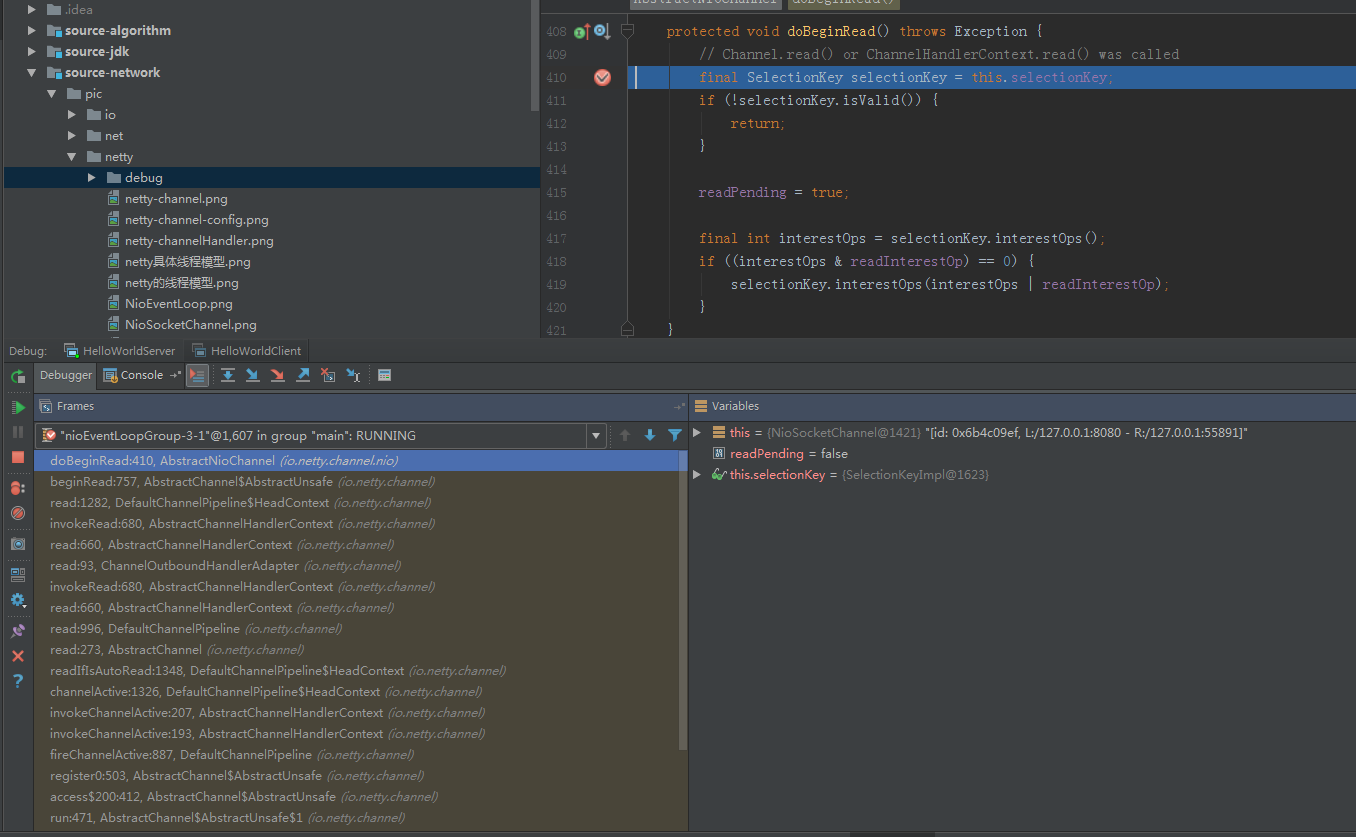 .idea
source-algorithm
source-jdk
source-network
pic
io
net
netty
debug
netty-channel.png
netty-channel-config.png
netty-channelHandler.png
netty具体线程模型.png
netty的线程模型.png
NioEventLoop.png
NioSocketChannel.png
AbstractNioChannel doBeginRead()
408 protected void doBeginRead() throws Exception {
409 // Channel.read() or ChannelHandlerContext.read() was called
410 final SelectionKey selectionKey = this.selectionKey;
411 if (!selectionKey.isValid()) {
412 return;
413 }
414
415 readPending = true;
416
417 final int interestOps = selectionKey.interestOps();
418 if ((interestOps & readInterestOp) == 0) {
419 selectionKey.interestOps(interestOps | readInterestOp);
420 }
421 }
Debug: HelloWorldServer HelloWorldClient
Debugger Console
Frames
"nioEventLoopGroup-3-1"@1,607 in group "main": RUNNING
doBeginRead:410, AbstractNioChannel (io.netty.channel.nio)
beginRead:757, AbstractChannel$AbstractUnsafe (io.netty.channel)
read:1282, DefaultChannelPipeline$HeadContext (io.netty.channel)
invokeRead:680, AbstractChannelHandlerContext (io.netty.channel)
read:660, AbstractChannelHandlerContext (io.netty.channel)
read:93, ChannelOutboundHandlerAdapter (io.netty.channel)
invokeRead:680, AbstractChannelHandlerContext (io.netty.channel)
read:660, AbstractChannelHandlerContext (io.netty.channel)
read:996, DefaultChannelPipeline (io.netty.channel)
read:273, AbstractChannel (io.netty.channel)
readIfIsAutoRead:1348, DefaultChannelPipeline$HeadContext (io.netty.channel)
channelActive:1326, DefaultChannelPipeline$HeadContext (io.netty.channel)
invokeChannelActive:207, AbstractChannelHandlerContext (io.netty.channel)
invokeChannelActive:193, AbstractChannelHandlerContext (io.netty.channel)
fireChannelActive:887, DefaultChannelPipeline (io.netty.channel)
register0:503, AbstractChannel$AbstractUnsafe (io.netty.channel)
access$200:412, AbstractChannel$AbstractUnsafe (io.netty.channel)
run:471, AbstractChannel$AbstractUnsafe$1 (io.netty.channel)
Variables
this = {NioSocketChannel@1421} "[id: 0x6b4c09ef, L:/127.0.0.1:8080 - R:/127.0.0.1:55891]"
readPending = false
this.selectionKey = {SelectionKeyImpl@1623}